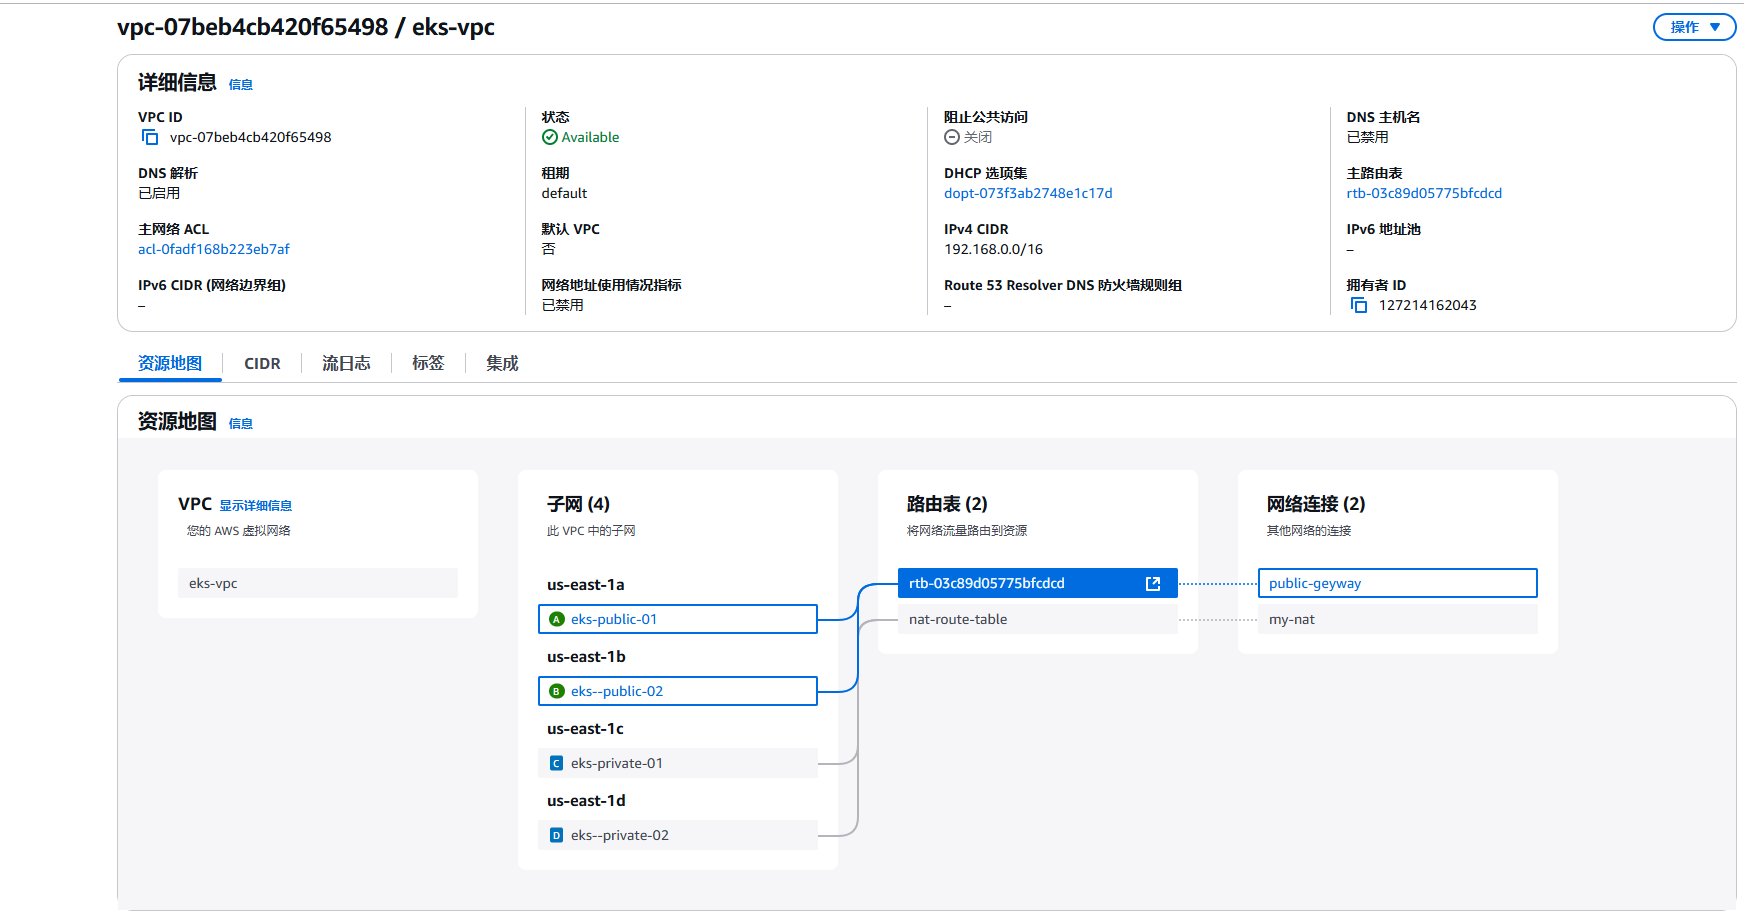 vpc-07beb4cb420f65498 / eks-vpc
操作
详细信息 信息
VPC ID
vpc-07beb4cb420f65498
状态
Available
阻止公共访问
关闭
DNS 主机名
已禁用
DNS 解析
已启用
租期
default
DHCP 选项集
dopt-073f3ab2748e1c17d
主路由表
rtb-03c89d05775bfcdcd
主网络 ACL
acl-0fadf168b223eb7af
默认 VPC
否
IPv4 CIDR
192.168.0.0/16
IPv6 地址池
–
IPv6 CIDR (网络边界组)
–
网络地址使用情况指标
已禁用
Route 53 Resolver DNS 防火墙规则组
–
拥有者 ID
127214162043
资源地图
CIDR
流日志
标签
集成
资源地图 信息
VPC 显示详细信息
您的 AWS 虚拟网络
eks-vpc
子网 (4)
此 VPC 中的子网
us-east-1a
A eks-public-01
us-east-1b
B eks--public-02
us-east-1c
C eks-private-01
us-east-1d
D eks--private-02
路由表 (2)
将网络流量路由到资源
rtb-03c89d05775bfcdcd
nat-route-table
网络连接 (2)
其他网络的连接
public-geyway
my-nat